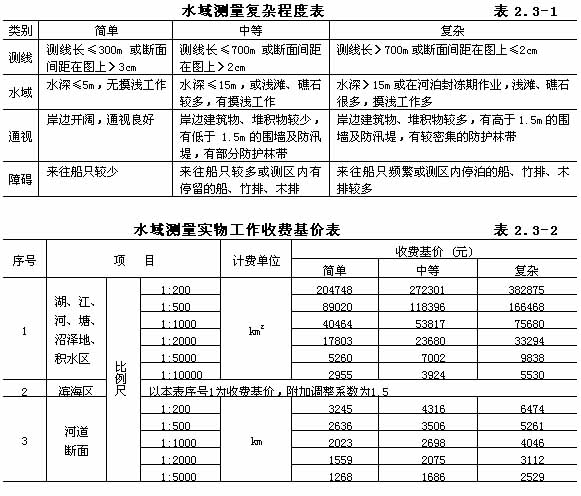 水域测量复杂程度表 表 2.3-1
类别 简单 中等 复杂
测线 测线长≤300m 或断面 测线长≤700m 或断面间距 测线长>700m或断面间距在图上≤2cm
间距在图上>3cm 在图上>2cm
水域 水深≤5m,无摸浅工作 水深≤15m,或浅滩、礁石 水深>15m或在河泊封冻期作业,浅滩、礁石
较多,有摸浅工作 很多,摸浅工作多
通视 岸边开阔,通视良好 岸边建筑物、堆积物较少, 岸边建筑物、堆积物较多,有高于1.5m的围
有低于 1.5m的围墙及防汛 墙及防汛堤,有较密集的防护林带
堤,有部分防护林带
障碍 来往船只较少 来往船只较多或测区内有 来往船只频繁或测区内停泊的船、竹排、木
停留的船、竹排、木排 排较多
水域测量实物工作收费基价表 表 2.3-2
序号 项 目 计费单位 收费基价 (元)
简单 中等 复杂
1 湖、江、河、塘、沼泽地、积水区 比例尺 1:200 km² 204748 272301 382875
1:500 89020 118396 166468
1:1000 40464 53817 75680
1:2000 17803 23680 33294
1:5000 5260 7002 9838
1:10000 2955 3924 5530
2 滨海区 以本表序号1为收费基价,附加调整系数为1.5
3 河道断面 1:200 km 3245 4316 6474
1:500 2636 3506 5261
1:1000 2023 2698 4046
1:2000 1559 2075 3112
1:5000 1268 1686 2529